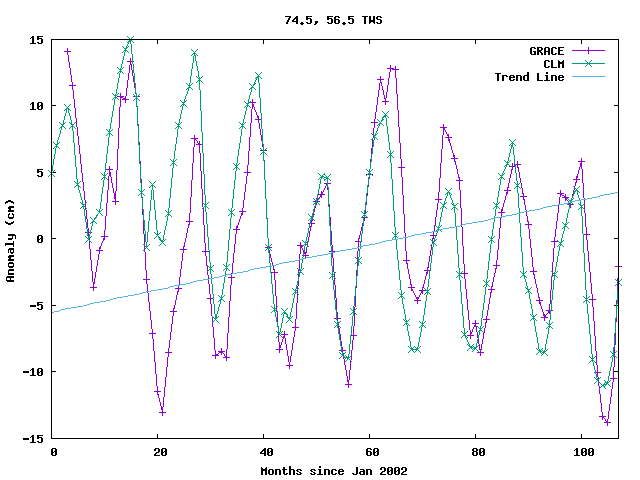 74.5, 56.5 TWS
GRACE
CLM
Trend Line
15
10
5
0
-5
-10
-15
Anomaly (cm)
0 20 40 60 80 100
Months since Jan 2002